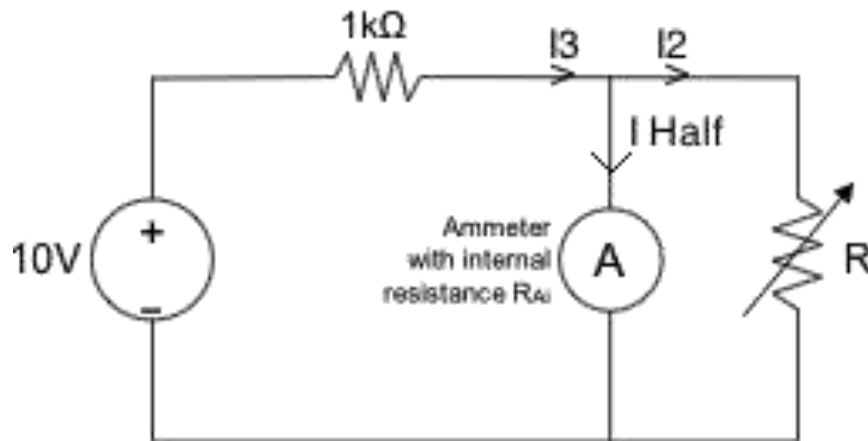 1kΩ
I3
I2
I Half
10V
+
−
Ammeter
with internal
resistance RAi
A
R